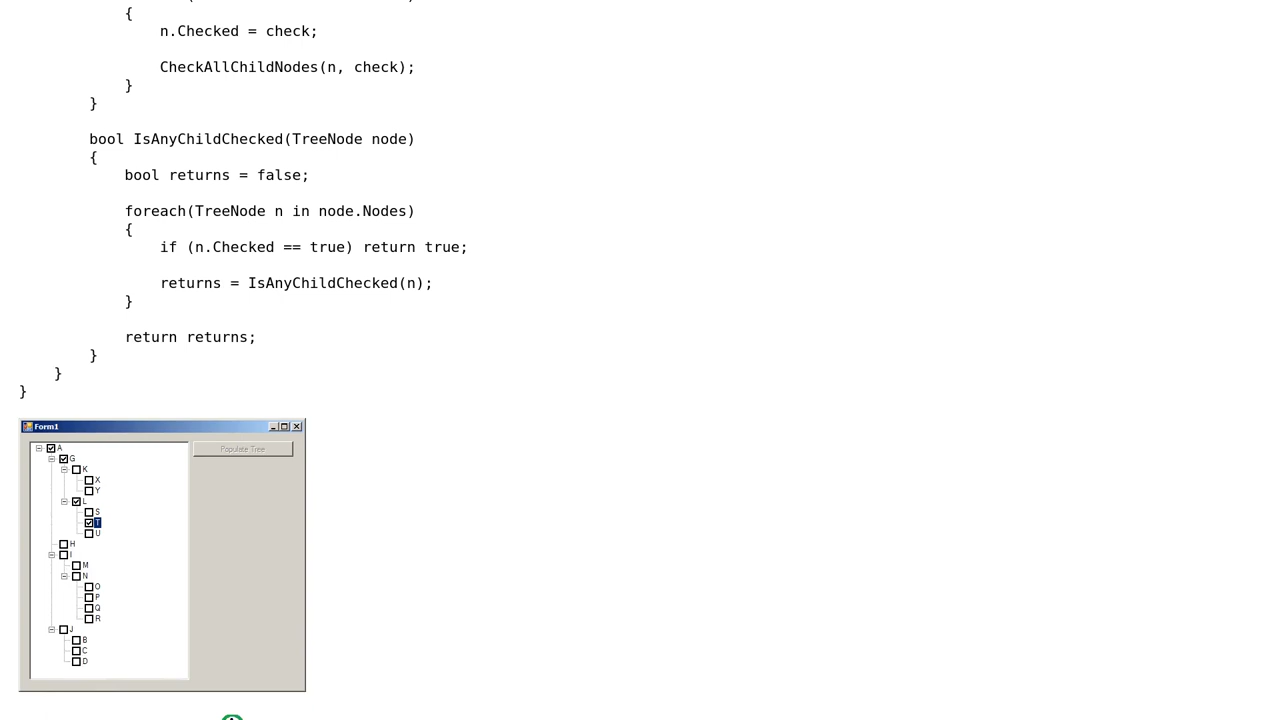 {
n.Checked = check;
CheckAllChildNodes(n, check);
}
}
bool IsAnyChildChecked(TreeNode node)
{
bool returns = false;
foreach(TreeNode n in node.Nodes)
{
if (n.Checked == true) return true;
returns = IsAnyChildChecked(n);
}
return returns;
}
}
}
Form1
A
Populate Tree
G
K
X
Y
L
S
T
U
H
I
M
N
O
P
Q
R
J
B
C
D